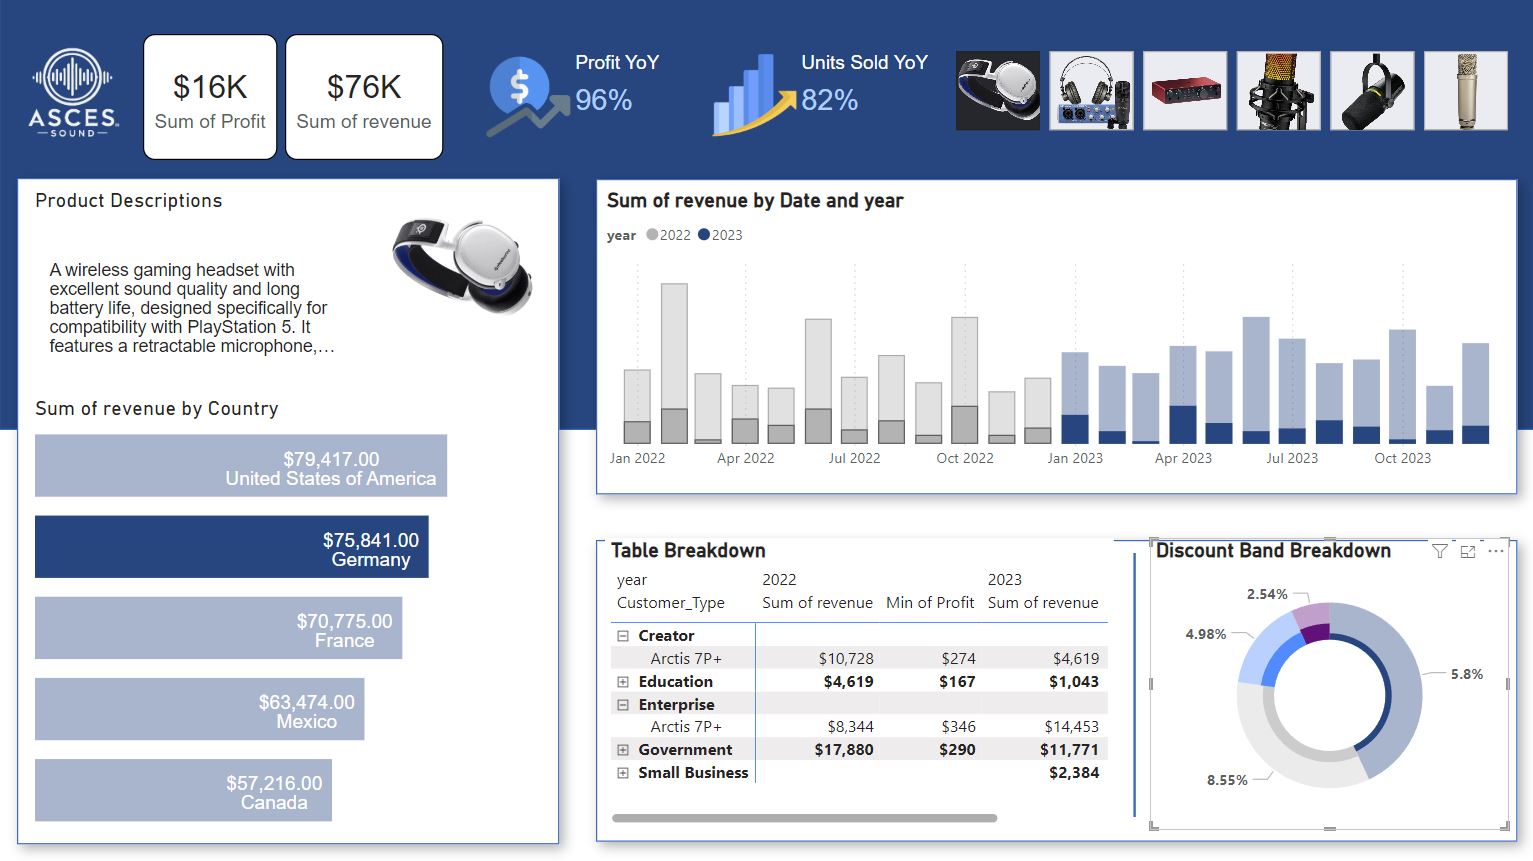 ASCES
SOUND
$16K
Sum of Profit
$76K
Sum of revenue
Profit YoY
96%
Units Sold YoY
82%
Product Descriptions
A wireless gaming headset with
excellent sound quality and long
battery life, designed specifically for
compatibility with PlayStation 5. It
features a retractable microphone,…
Sum of revenue by Country
$79,417.00
United States of America
$75,841.00
Germany
$70,775.00
France
$63,474.00
Mexico
$57,216.00
Canada
Sum of revenue by Date and year
year 2022 2023
Jan 2022 Apr 2022 Jul 2022 Oct 2022 Jan 2023 Apr 2023 Jul 2023 Oct 2023
Table Breakdown
year 2022 2023
Customer_Type Sum of revenue Min of Profit Sum of revenue
Creator
Arctis 7P+ $10,728 $274 $4,619
Education $4,619 $167 $1,043
Enterprise
Arctis 7P+ $8,344 $346 $14,453
Government $17,880 $290 $11,771
Small Business $2,384
Discount Band Breakdown
2.54%
4.98%
5.8%
8.55%